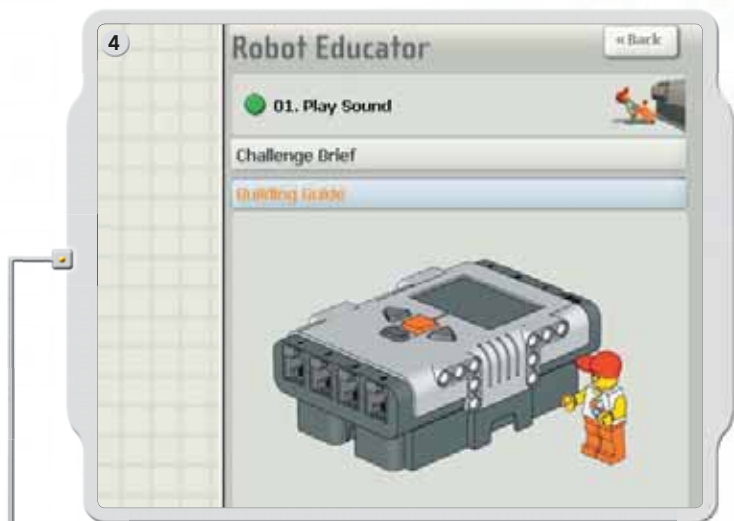 4
Robot Educator
«Back
01. Play Sound
Challenge Brief
Building Guide